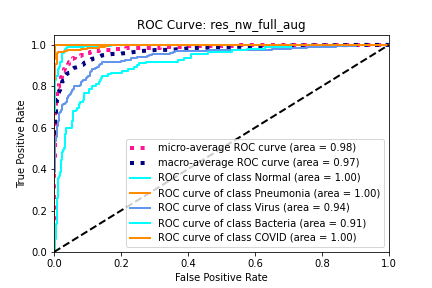 ROC Curve: res_nw_full_aug
1.0
0.8
0.6
0.4
0.2
0.0
True Positive Rate
micro-average ROC curve (area = 0.98)
macro-average ROC curve (area = 0.97)
ROC curve of class Normal (area = 1.00)
ROC curve of class Pneumonia (area = 1.00)
ROC curve of class Virus (area = 0.94)
ROC curve of class Bacteria (area = 0.91)
ROC curve of class COVID (area = 1.00)
0.0 0.2 0.4 0.6 0.8 1.0
False Positive Rate